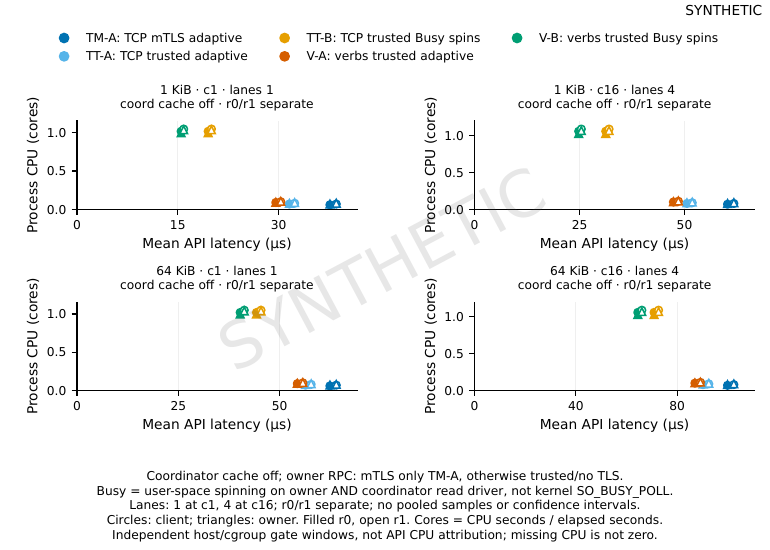 SYNTHETIC
TM-A: TCP mTLS adaptive
TT-A: TCP trusted adaptive
TT-B: TCP trusted Busy spins
V-A: verbs trusted adaptive
V-B: verbs trusted Busy spins
1 KiB · c1 · lanes 1
coord cache off · r0/r1 separate
Process CPU (cores)
1.0
0.5
0.0
0
15
30
Mean API latency (µs)
1 KiB · c16 · lanes 4
coord cache off · r0/r1 separate
Process CPU (cores)
1.0
0.5
0.0
0
25
50
Mean API latency (µs)
SYNTHETIC
64 KiB · c1 · lanes 1
coord cache off · r0/r1 separate
Process CPU (cores)
1.0
0.5
0.0
0
25
50
Mean API latency (µs)
64 KiB · c16 · lanes 4
coord cache off · r0/r1 separate
Process CPU (cores)
1.0
0.5
0.0
0
40
80
Mean API latency (µs)
Coordinator cache off; owner RPC: mTLS only TM-A, otherwise trusted/no TLS.
Busy = user-space spinning on owner AND coordinator read driver, not kernel SO_BUSY_POLL.
Lanes: 1 at c1, 4 at c16; r0/r1 separate; no pooled samples or confidence intervals.
Circles: client; triangles: owner. Filled r0, open r1. Cores = CPU seconds / elapsed seconds.
Independent host/cgroup gate windows, not API CPU attribution; missing CPU is not zero.